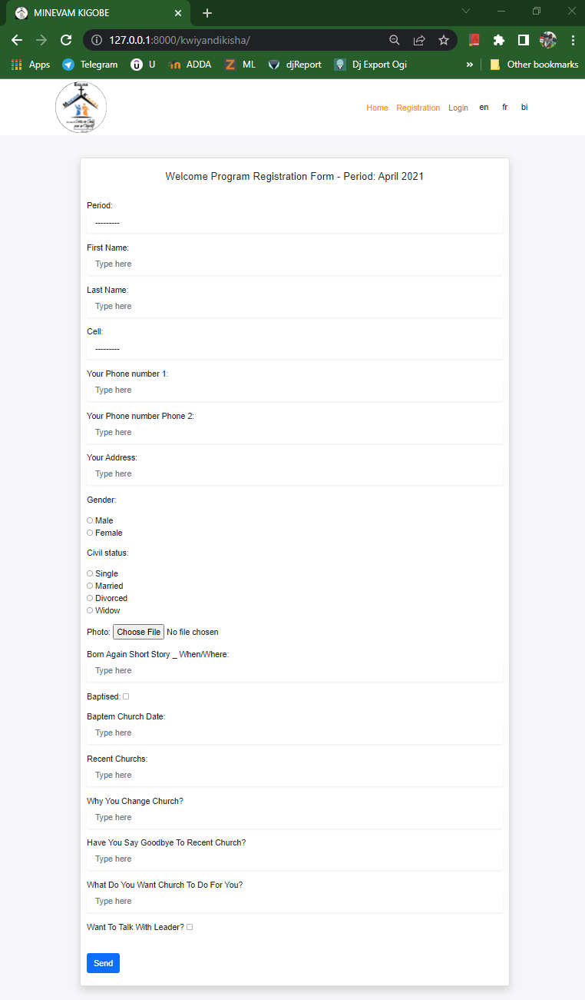 MINEVAM KIGOBE
127.0.0.1:8000/kwiyandikisha/
Apps Telegram U ADDA ML djReport Dj Export Ogi » Other bookmarks
Home Registration Login en fr bi
Welcome Program Registration Form - Period: April 2021
Period:
---------
First Name:
Type here
Last Name:
Type here
Cell:
---------
Your Phone number 1:
Type here
Your Phone number Phone 2:
Type here
Your Address:
Type here
Gender:
Male
Female
Civil status:
Single
Married
Divorced
Widow
Photo: Choose File No file chosen
Born Again Short Story _ When/Where:
Type here
Baptised:
Baptem Church Date:
Type here
Recent Churchs:
Type here
Why You Change Church?
Type here
Have You Say Goodbye To Recent Church?
Type here
What Do You Want Church To Do For You?
Type here
Want To Talk With Leader?
Send